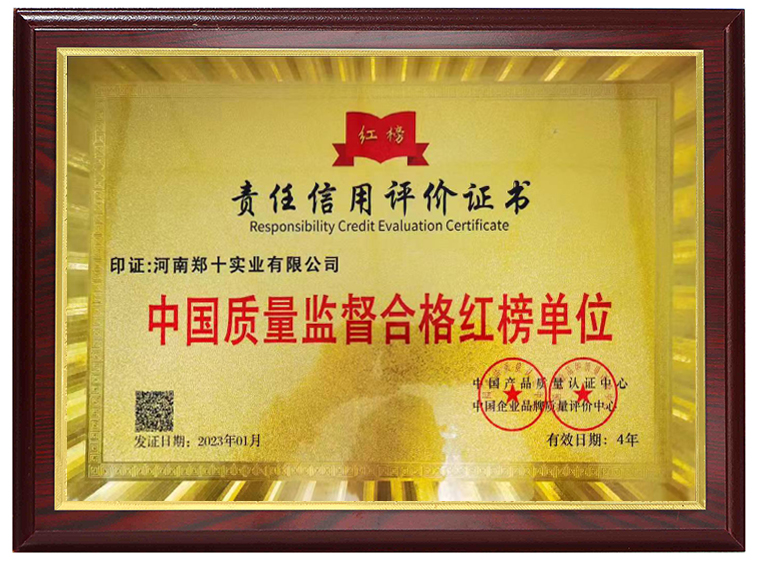 红榜
责任信用评价证书
Responsibility Credit Evaluation Certificate
印证:河南郑十实业有限公司
中国质量监督合格红榜单位
中国产品质量认证中心
中国企业品牌质量评价中心
发证日期：2023年01月
有效日期：4年